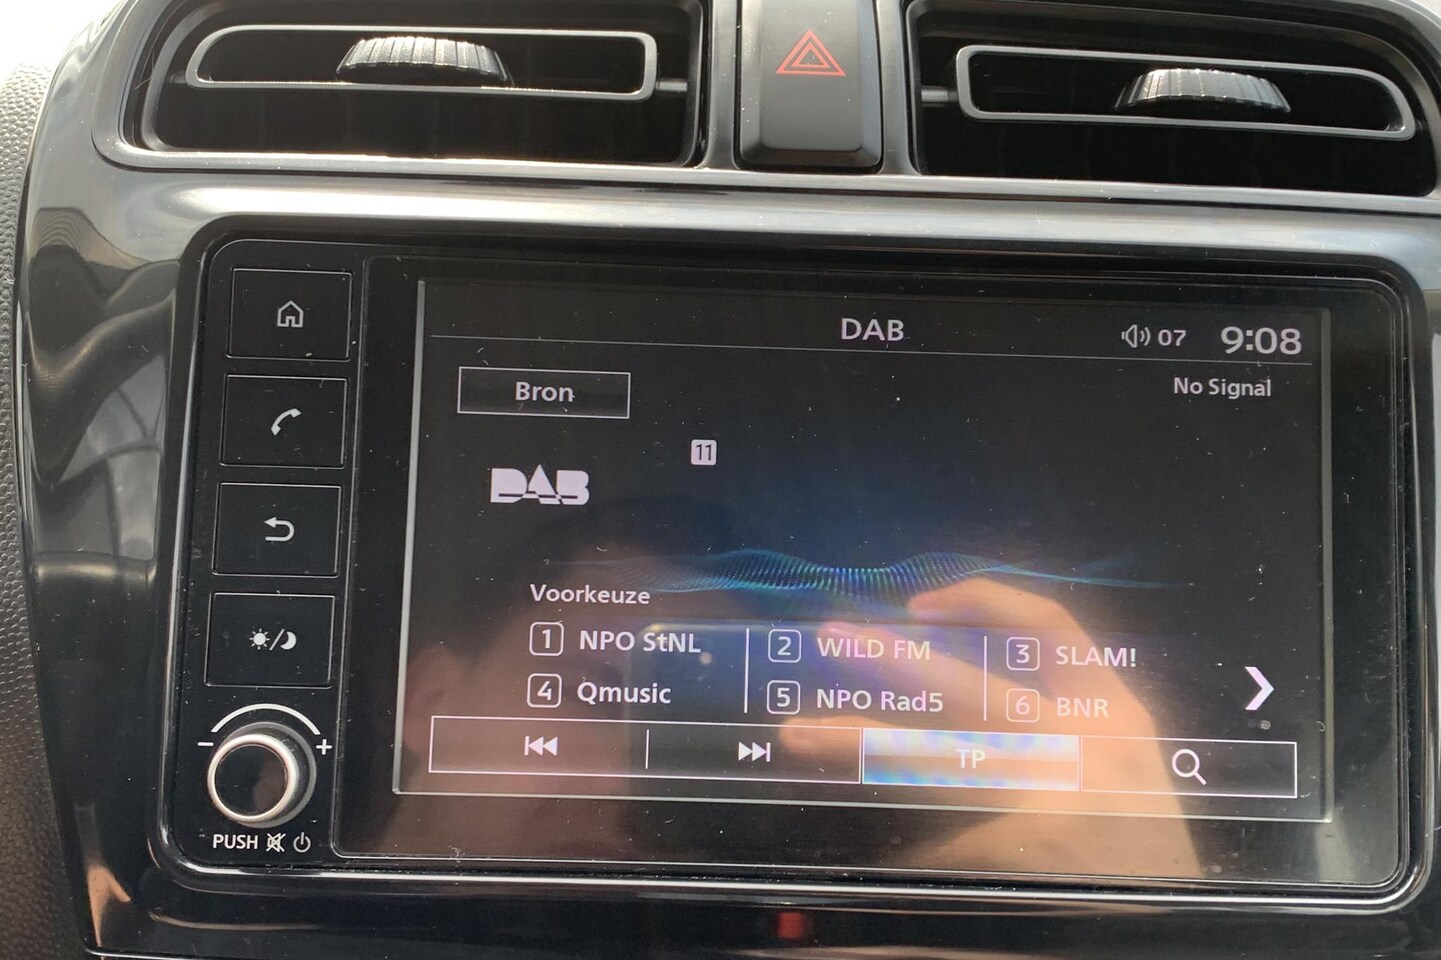 DAB 07 9:08
Bron No Signal
11
DAB
Voorkeuze
1 NPO StNL 2 WILD FM 3 SLAM!
4 Qmusic 5 NPO Rad5 6 BNR
TP
- +
PUSH